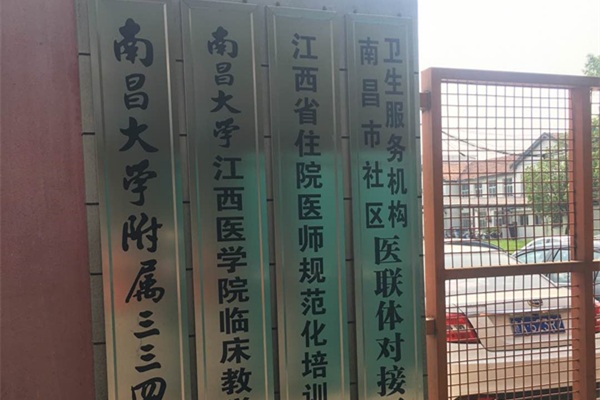 南昌大学附属三三四
南昌大学江西医学院临床教学
江西省住院医师规范化培训
南昌市社区卫生服务机构医联体对接